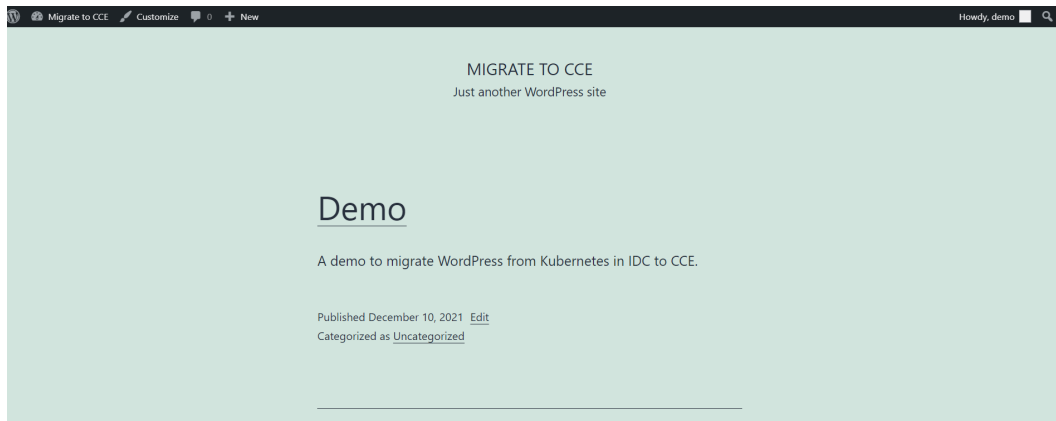 Migrate to CCE Customize 0 New Howdy, demo
MIGRATE TO CCE
Just another WordPress site
Demo
A demo to migrate WordPress from Kubernetes in IDC to CCE.
Published December 10, 2021 Edit
Categorized as Uncategorized